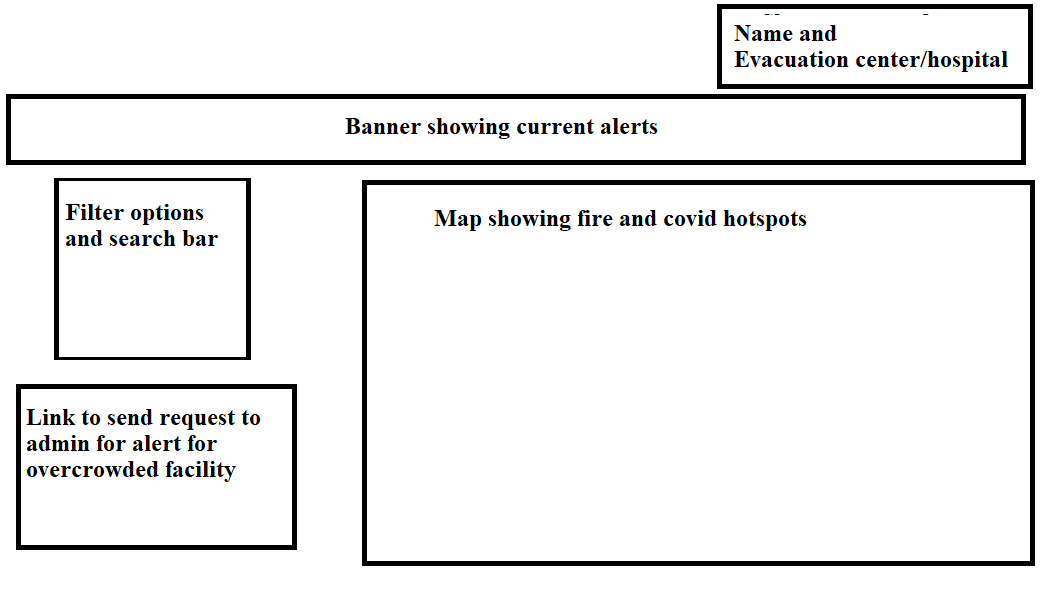 Name and
Evacuation center/hospital
Banner showing current alerts
Filter options
and search bar
Map showing fire and covid hotspots
Link to send request to
admin for alert for
overcrowded facility